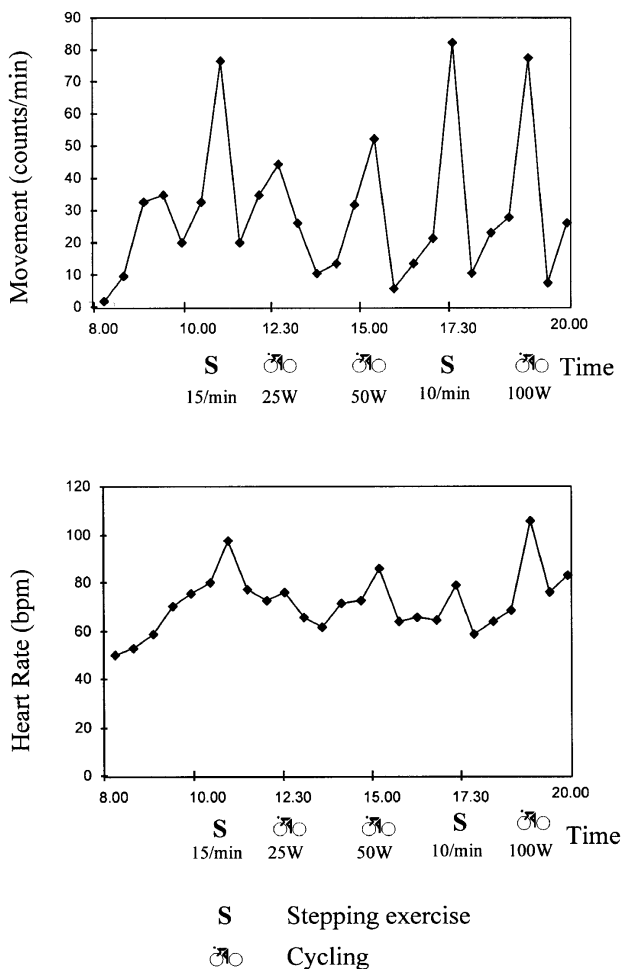 90
80
70
60
50
40
30
20
10
0
Movement (counts/min)
8.00 10.00 12.30 15.00 17.30 20.00
S S Time
15/min 25W 50W 10/min 100W
120
100
80
60
40
20
0
Heart Rate (bpm)
8.00 10.00 12.30 15.00 17.30 20.00
S S Time
15/min 25W 50W 10/min 100W
S Stepping exercise
Cycling